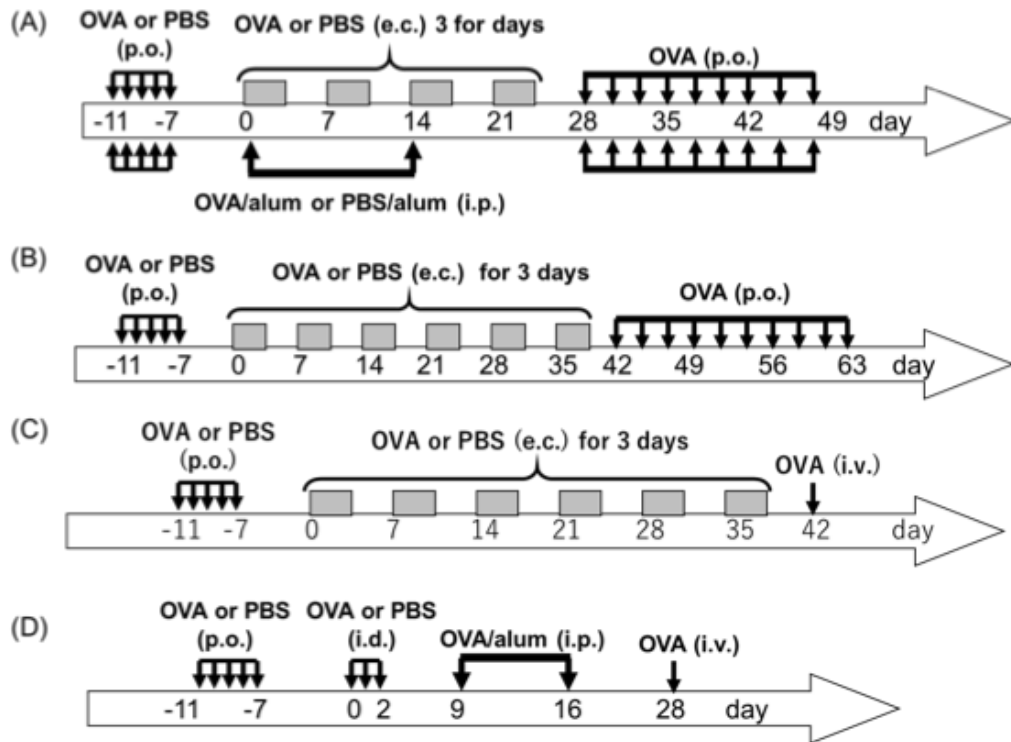 (A)
OVA or PBS
(p.o.)
OVA or PBS (e.c.) 3 for days
OVA (p.o.)
-11 -7 0 7 14 21 28 35 42 49 day
OVA/alum or PBS/alum (i.p.)
(B)
OVA or PBS
(p.o.)
OVA or PBS (e.c.) for 3 days
OVA (p.o.)
-11 -7 0 7 14 21 28 35 42 49 56 63 day
(C)
OVA or PBS
(p.o.)
OVA or PBS (e.c.) for 3 days
OVA (i.v.)
-11 -7 0 7 14 21 28 35 42 day
(D)
OVA or PBS
(p.o.)
OVA or PBS
(i.d.)
OVA/alum (i.p.)
OVA (i.v.)
-11 -7 0 2 9 16 28 day